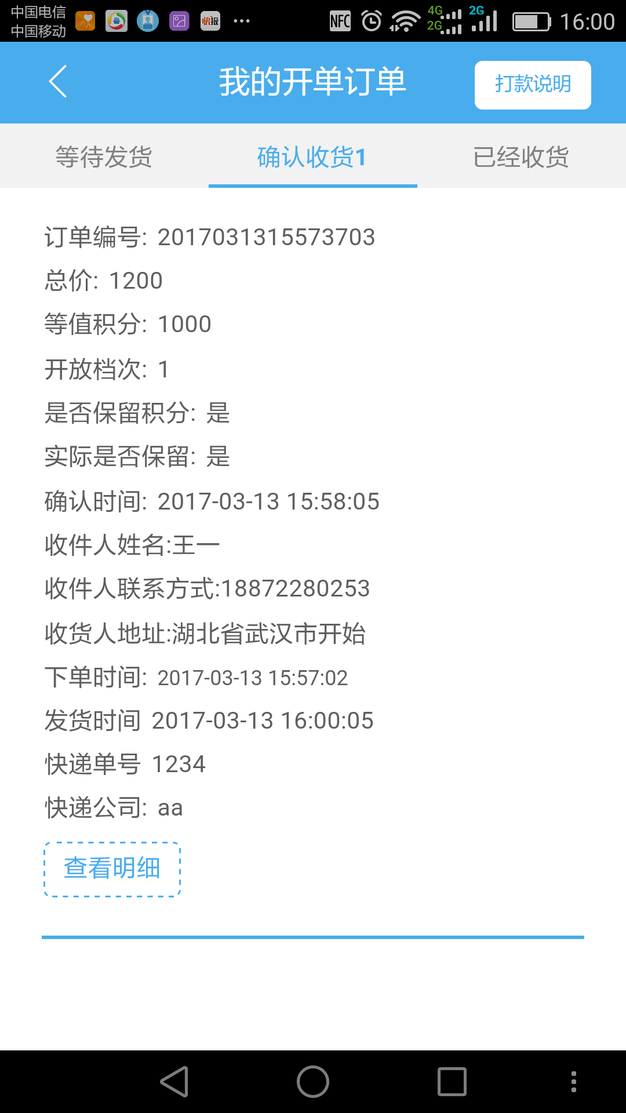 中国电信
中国移动
NFC
4G
2G
2G
16:00
我的开单订单
打款说明
等待发货
确认收货1
已经收货
订单编号: 2017031315573703
总价: 1200
等值积分: 1000
开放档次: 1
是否保留积分: 是
实际是否保留: 是
确认时间: 2017-03-13 15:58:05
收件人姓名:王一
收件人联系方式:18872280253
收货人地址:湖北省武汉市开始
下单时间: 2017-03-13 15:57:02
发货时间 2017-03-13 16:00:05
快递单号 1234
快递公司: aa
查看明细